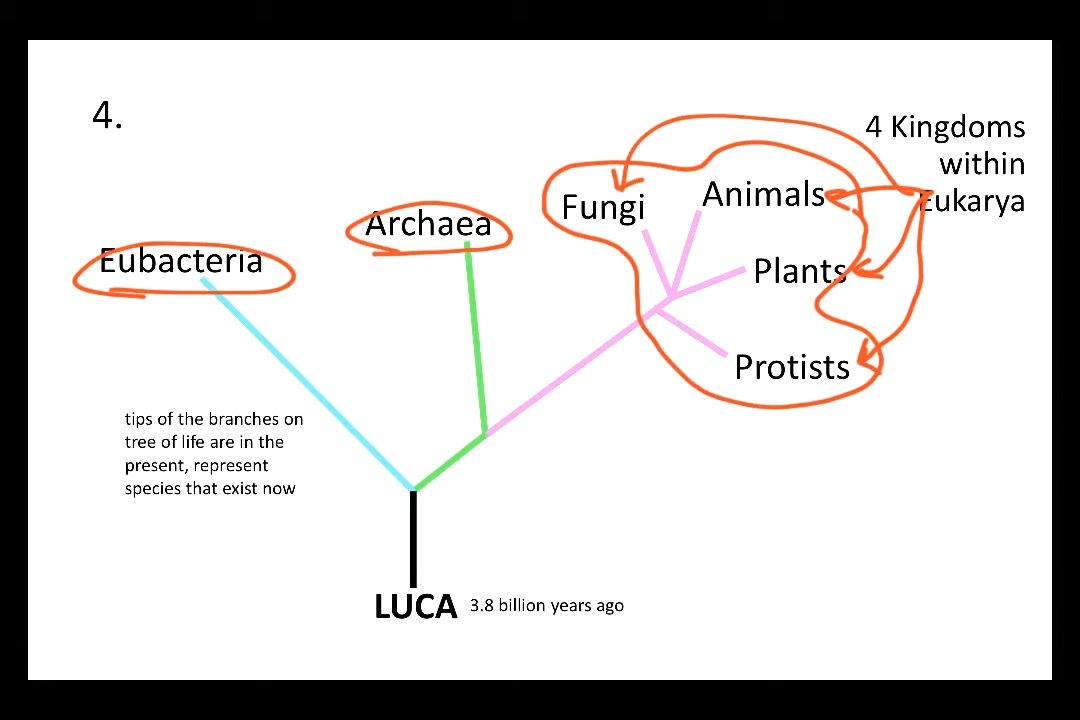 4.
4 Kingdoms
within
Eukarya
Fungi
Animals
Archaea
Eubacteria
Plants
Protists
tips of the branches on
tree of life are in the
present, represent
species that exist now
LUCA 3.8 billion years ago